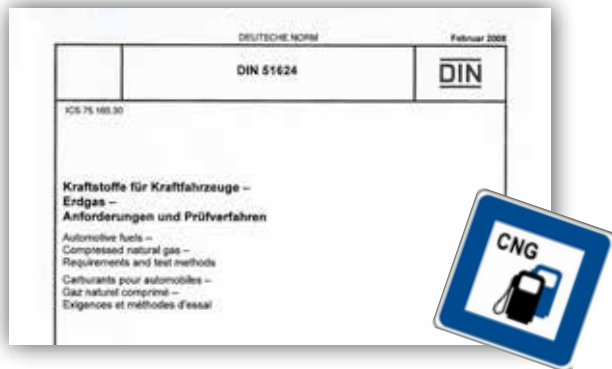 DEUTSCHE NORM
Februar 2008
DIN 51624
DIN
ICS 75.160.30
Kraftstoffe für Kraftfahrzeuge –
Erdgas –
Anforderungen und Prüfverfahren
Automotive fuels –
Compressed natural gas –
Requirements and test methods
Carburants pour automobiles –
Gaz naturel comprimé –
Exigences et méthodes d'essai
CNG